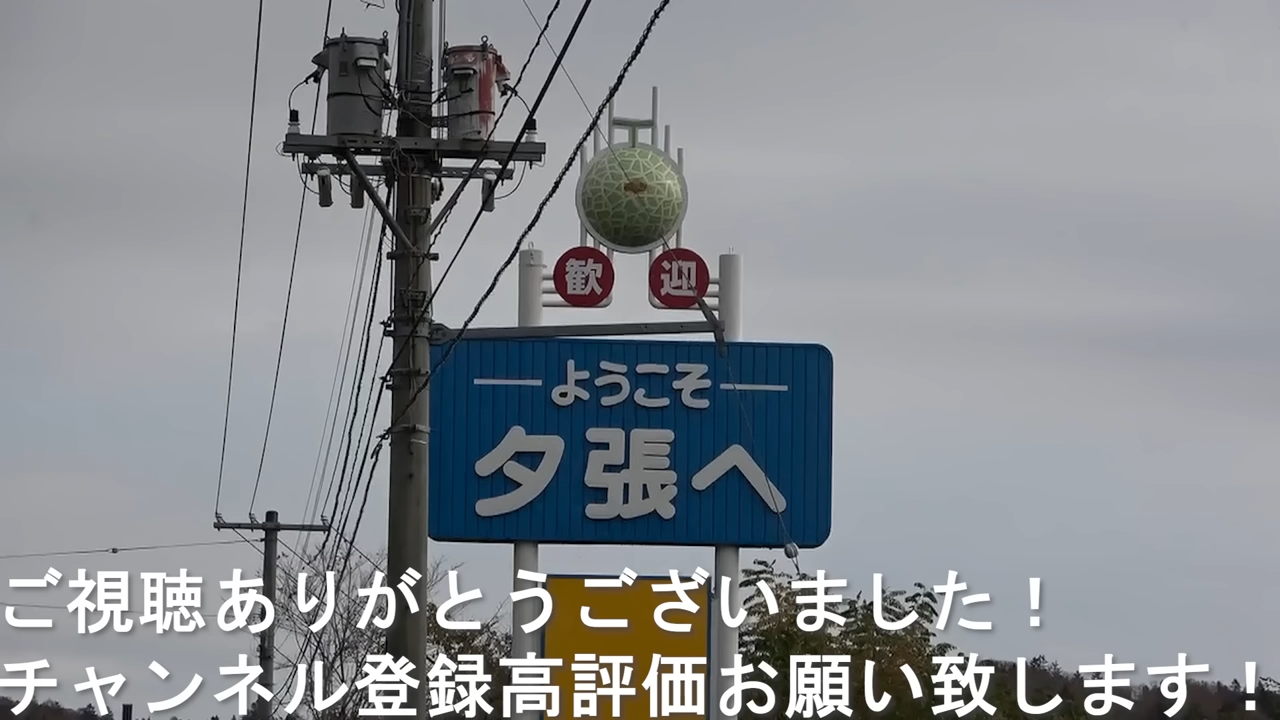 歓迎
ようこそ
夕張へ
ご視聴ありがとうございました！
チャンネル登録高評価お願い致します！